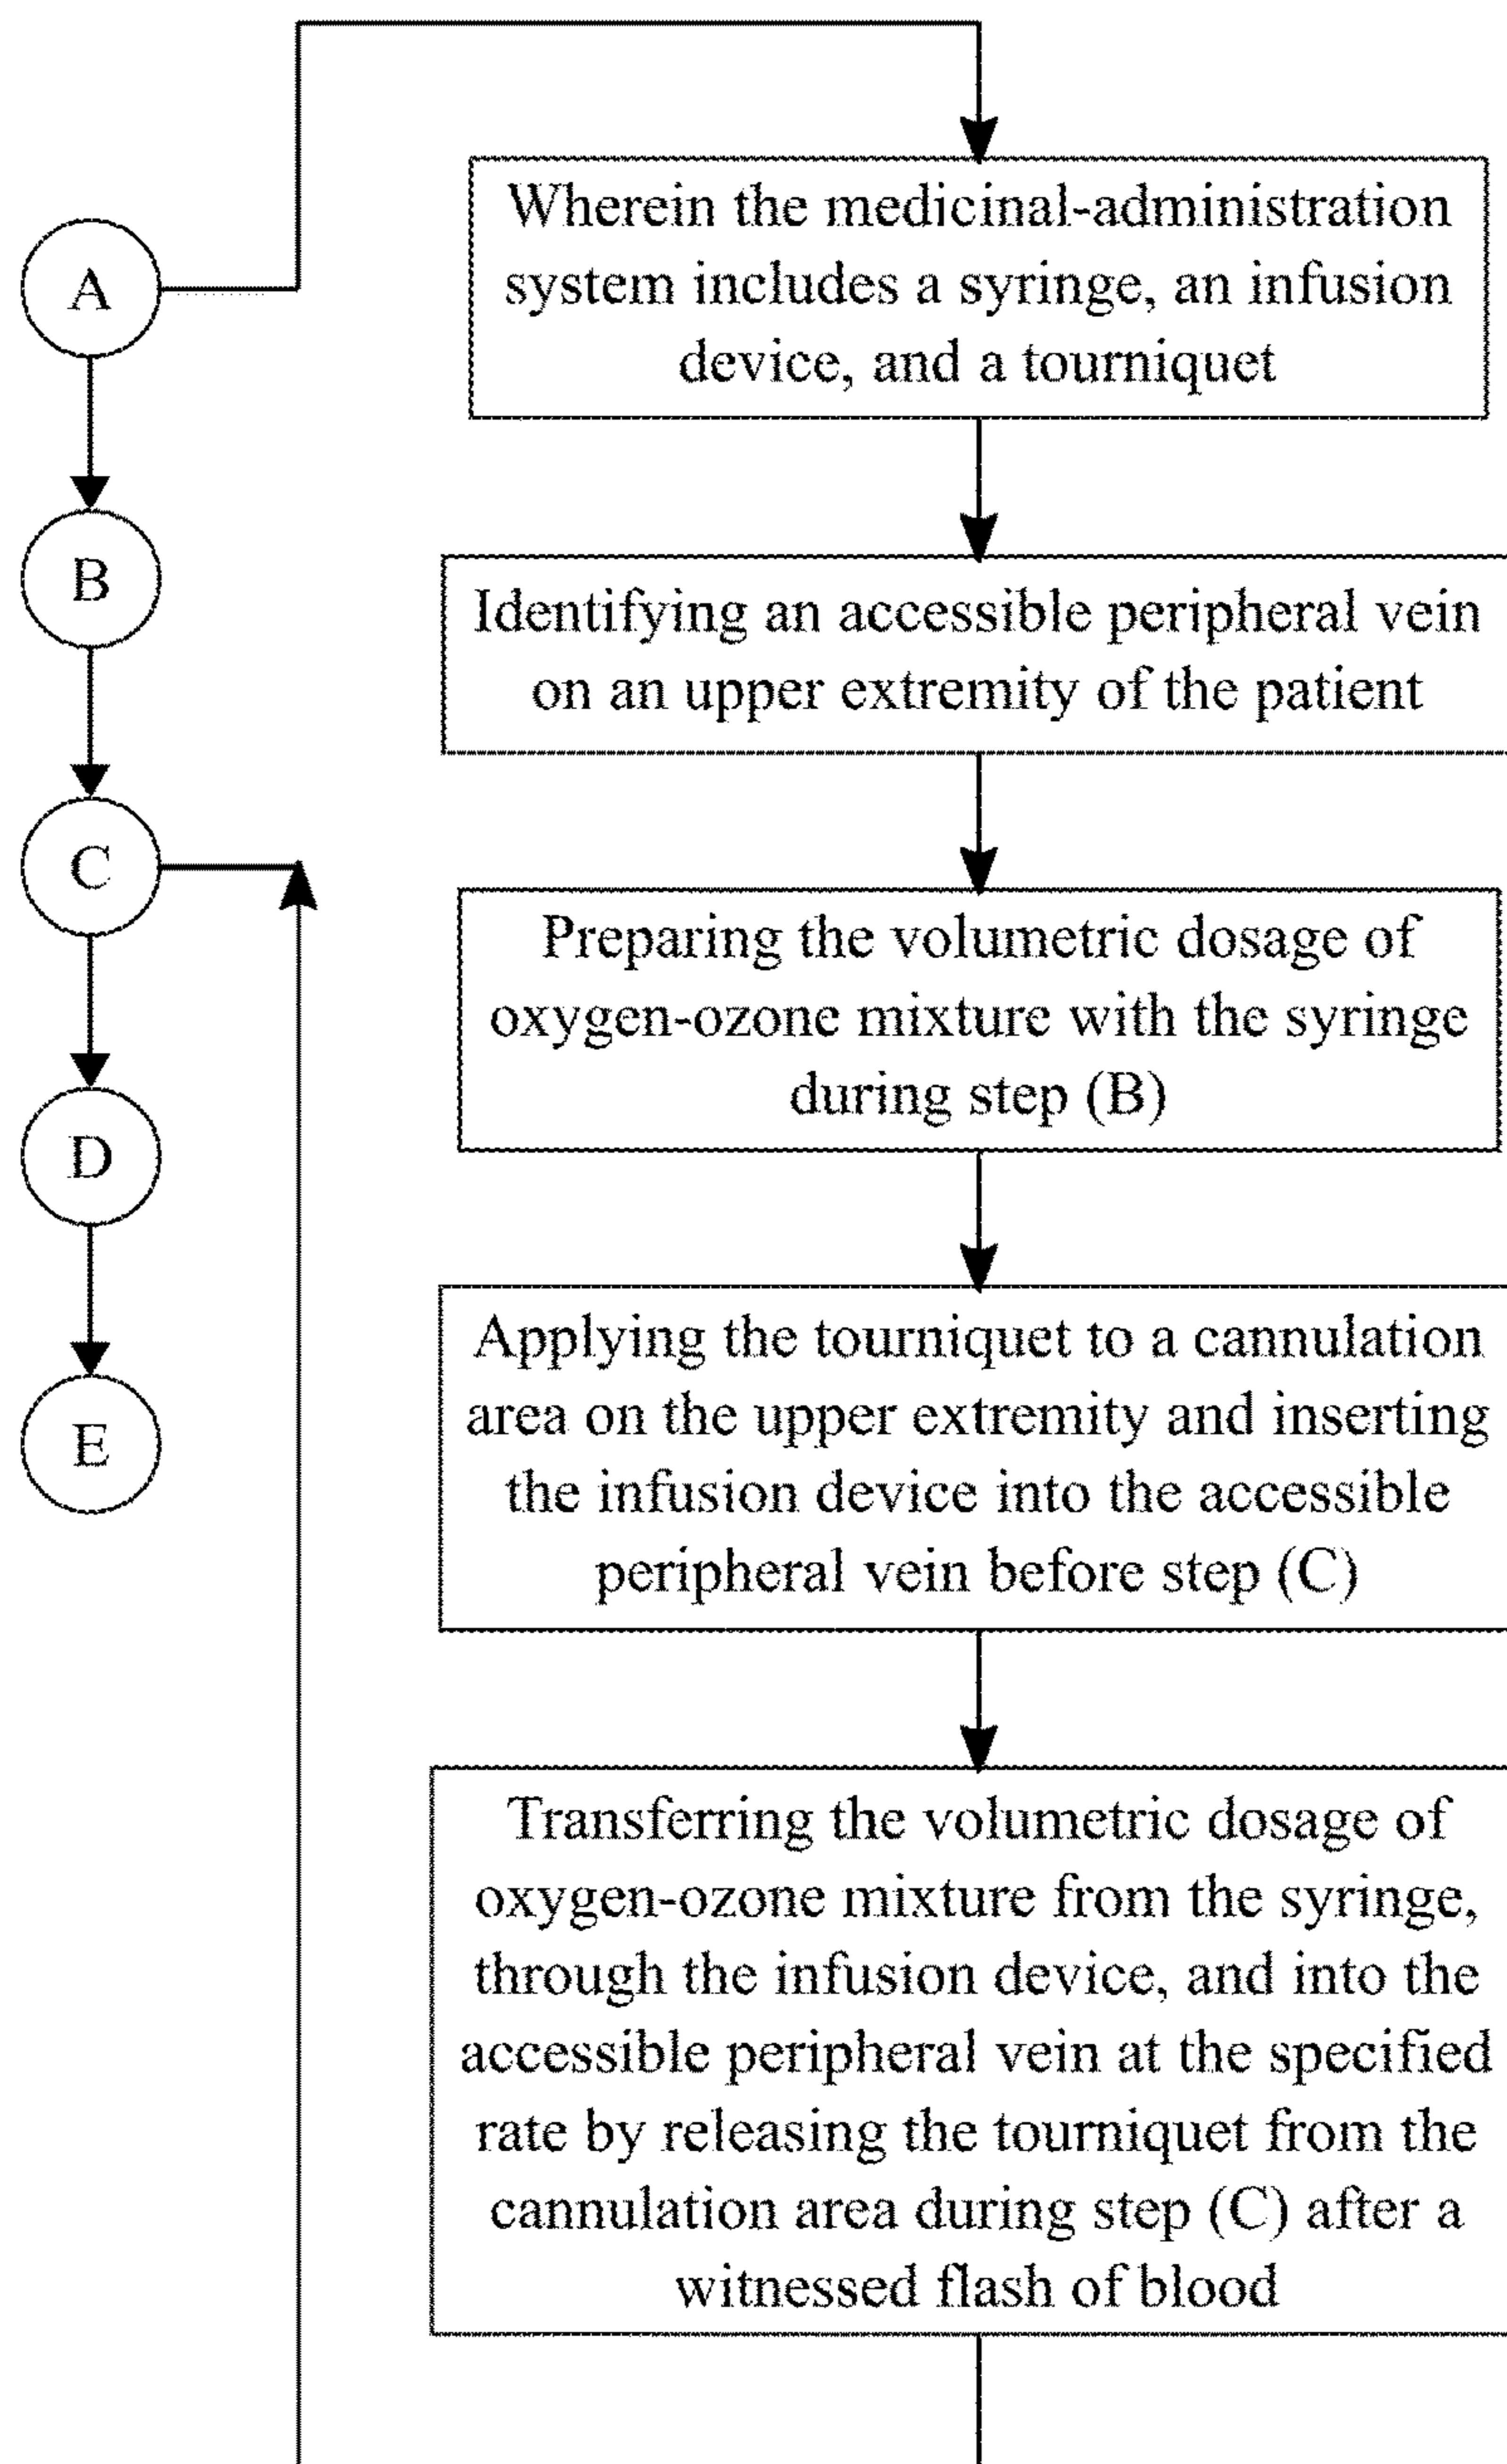 A
B
C
D
E
Wherein the medicinal-administration
system includes a syringe, an infusion
device, and a tourniquet
Identifying an accessible peripheral vein
on an upper extremity of the patient
Preparing the volumetric dosage of
oxygen-ozone mixture with the syringe
during step (B)
Applying the tourniquet to a cannulation
area on the upper extremity and inserting
the infusion device into the accessible
peripheral vein before step (C)
Transferring the volumetric dosage of
oxygen-ozone mixture from the syringe,
through the infusion device, and into the
accessible peripheral vein at the specified
rate by releasing the tourniquet from the
cannulation area during step (C) after a
witnessed flash of blood